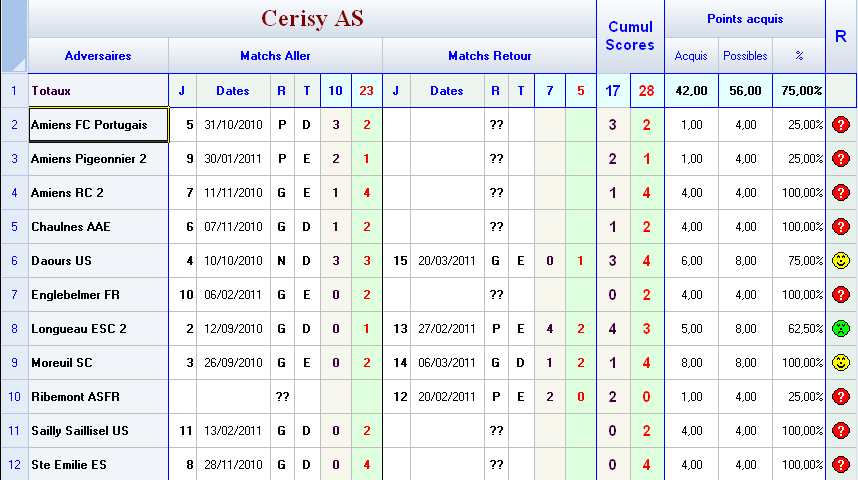 Cerisy AS
Cumul Scores
Points acquis
R
Adversaires
Matchs Aller
Matchs Retour
Acquis Possibles %
1 Totaux J Dates R T 10 23 J Dates R T 7 5 17 28 42,00 56,00 75,00%
2 Amiens FC Portugais 5 31/10/2010 P D 3 2 ?? 3 2 1,00 4,00 25,00% ?
3 Amiens Pigeonnier 2 9 30/01/2011 P E 2 1 ?? 2 1 1,00 4,00 25,00% ?
4 Amiens RC 2 7 11/11/2010 G E 1 4 ?? 1 4 4,00 4,00 100,00% ?
5 Chaulnes AAE 6 07/11/2010 G D 1 2 ?? 1 2 4,00 4,00 100,00% ?
6 Daours US 4 10/10/2010 N D 3 3 15 20/03/2011 G E 0 1 3 4 6,00 8,00 75,00%
7 Englebelmer FR 10 06/02/2011 G E 0 2 ?? 0 2 4,00 4,00 100,00% ?
8 Longueau ESC 2 2 12/09/2010 G D 0 1 13 27/02/2011 P E 4 2 4 3 5,00 8,00 62,50%
9 Moreuil SC 3 26/09/2010 G E 0 2 14 06/03/2011 G D 1 2 1 4 8,00 8,00 100,00%
10 Ribemont ASFR ?? 12 20/02/2011 P E 2 0 2 0 1,00 4,00 25,00% ?
11 Sailly Saillisel US 11 13/02/2011 G D 0 2 ?? 0 2 4,00 4,00 100,00% ?
12 Ste Emilie ES 8 28/11/2010 G D 0 4 ?? 0 4 4,00 4,00 100,00% ?